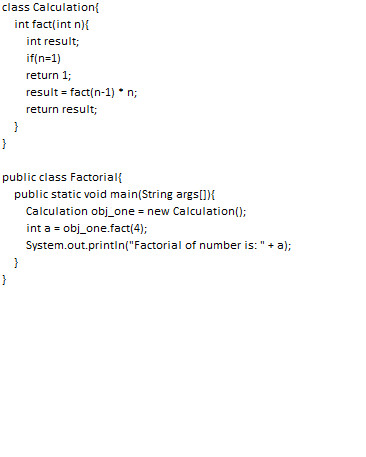 class Calculation{
int fact(int n){
int result;
if(n=1)
return 1;
result = fact(n-1) * n;
return result;
}
}
public class Factorial{
public static void main(String args[]){
Calculation obj_one = new Calculation();
int a = obj_one.fact(4);
System.out.println("Factorial of number is: " + a);
}
}